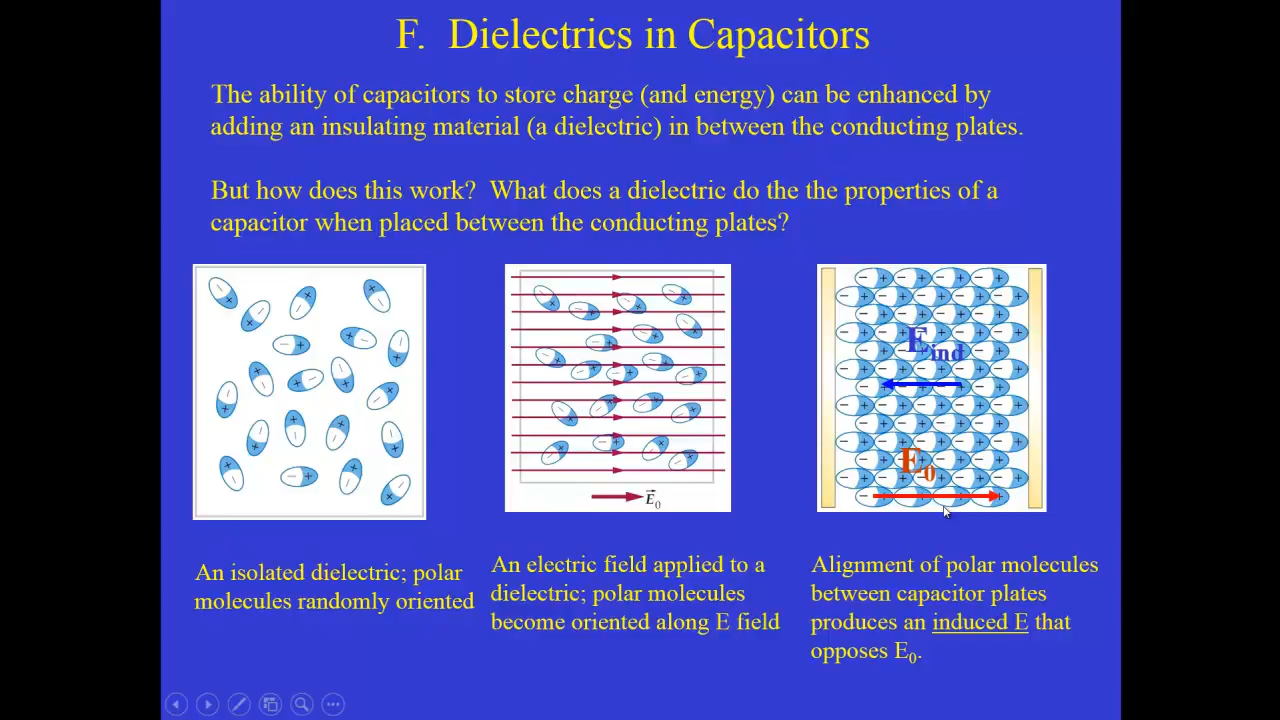 F. Dielectrics in Capacitors
The ability of capacitors to store charge (and energy) can be enhanced by
adding an insulating material (a dielectric) in between the conducting plates.
But how does this work? What does a dielectric do the the properties of a
capacitor when placed between the conducting plates?
E₀
E_ind
E₀
An isolated dielectric; polar
molecules randomly oriented
An electric field applied to a
dielectric; polar molecules
become oriented along E field
Alignment of polar molecules
between capacitor plates
produces an induced E that
opposes E₀.